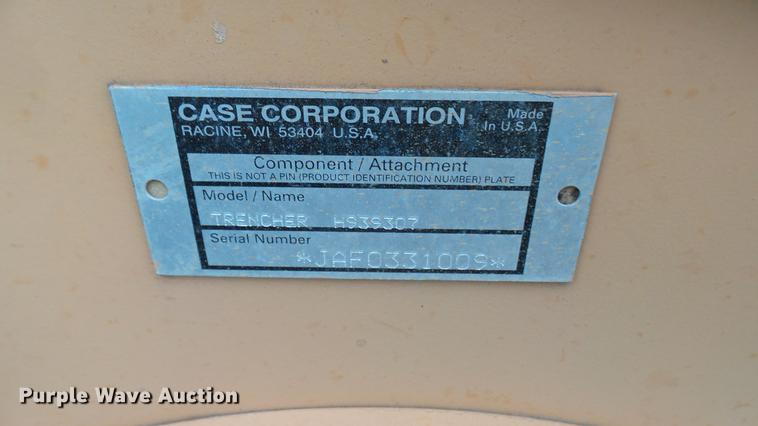 CASE CORPORATION
Made
RACINE, WI 53404 U.S.A.
In U.S.A.
Component / Attachment
THIS IS NOT A PIN (PRODUCT IDENTIFICATION NUMBER) PLATE
Model / Name
TRENCHER H939307
Serial Number
*JAF0331009*
Purple Wave Auction